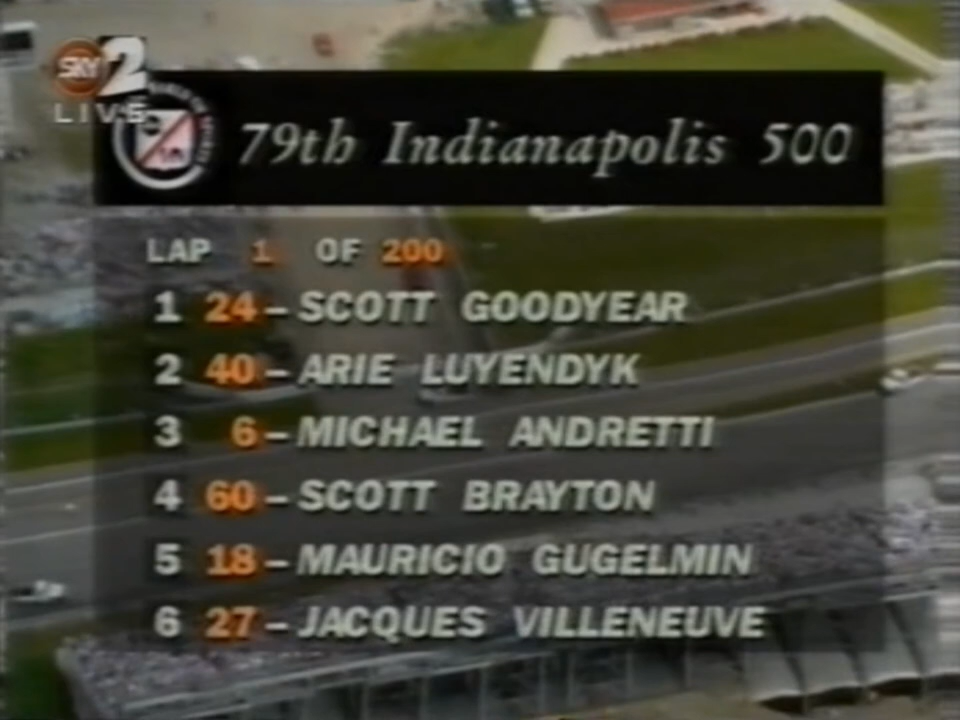 SKY 2
LIVE
79th Indianapolis 500
LAP 1 OF 200
1 24 - SCOTT GOODYEAR
2 40 - ARIE LUYENDYK
3 6 - MICHAEL ANDRETTI
4 60 - SCOTT BRAYTON
5 18 - MAURICIO GUGELMIN
6 27 - JACQUES VILLENEUVE